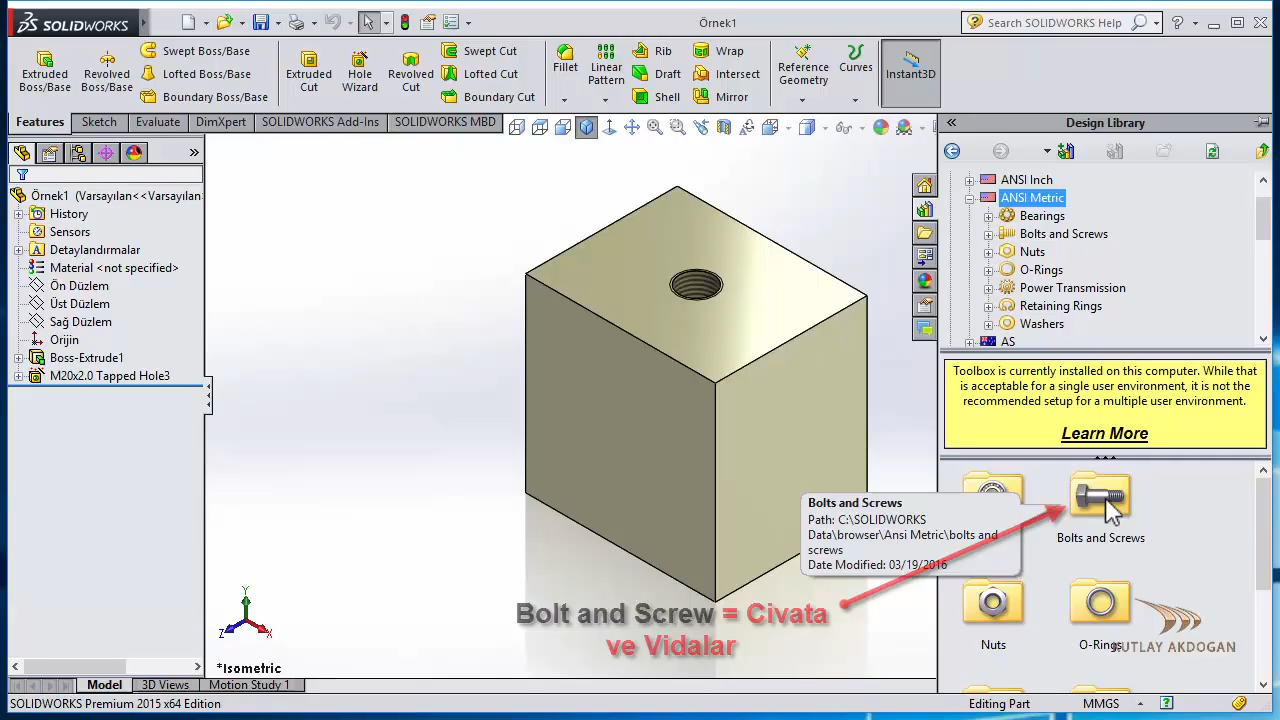 SOLIDWORKS
Örnek1
Search SOLIDWORKS Help
Extruded Boss/Base
Revolved Boss/Base
Swept Boss/Base
Lofted Boss/Base
Boundary Boss/Base
Extruded Cut
Hole Wizard
Revolved Cut
Swept Cut
Lofted Cut
Boundary Cut
Fillet
Linear Pattern
Rib
Draft
Shell
Wrap
Intersect
Mirror
Reference Geometry
Curves
Instant3D
Features
Sketch
Evaluate
DimXpert
SOLIDWORKS Add-Ins
SOLIDWORKS MBD
Örnek1 (Varsayılan<<Varsayılan
History
Sensors
Detaylandırmalar
Material <not specified>
Ön Düzlem
Üst Düzlem
Sağ Düzlem
Orijin
Boss-Extrude1
M20x2.0 Tapped Hole3
Design Library
ANSI Inch
ANSI Metric
Bearings
Bolts and Screws
Nuts
O-Rings
Power Transmission
Retaining Rings
Washers
AS
Toolbox is currently installed on this computer. While that
is acceptable for a single user environment, it is not the
recommended setup for a multiple user environment.
Learn More
Bolts and Screws
Path: C:\SOLIDWORKS
Data\browser\Ansi Metric\bolts and
screws
Date Modified: 03/19/2016
Bolts and Screws
Nuts
O-Rings
KUTLAY AKDOGAN
Bolt and Screw = Civata
ve Vidalar
Y
Z
X
*Isometric
Model
3D Views
Motion Study 1
SOLIDWORKS Premium 2015 x64 Edition
Editing Part
MMGS